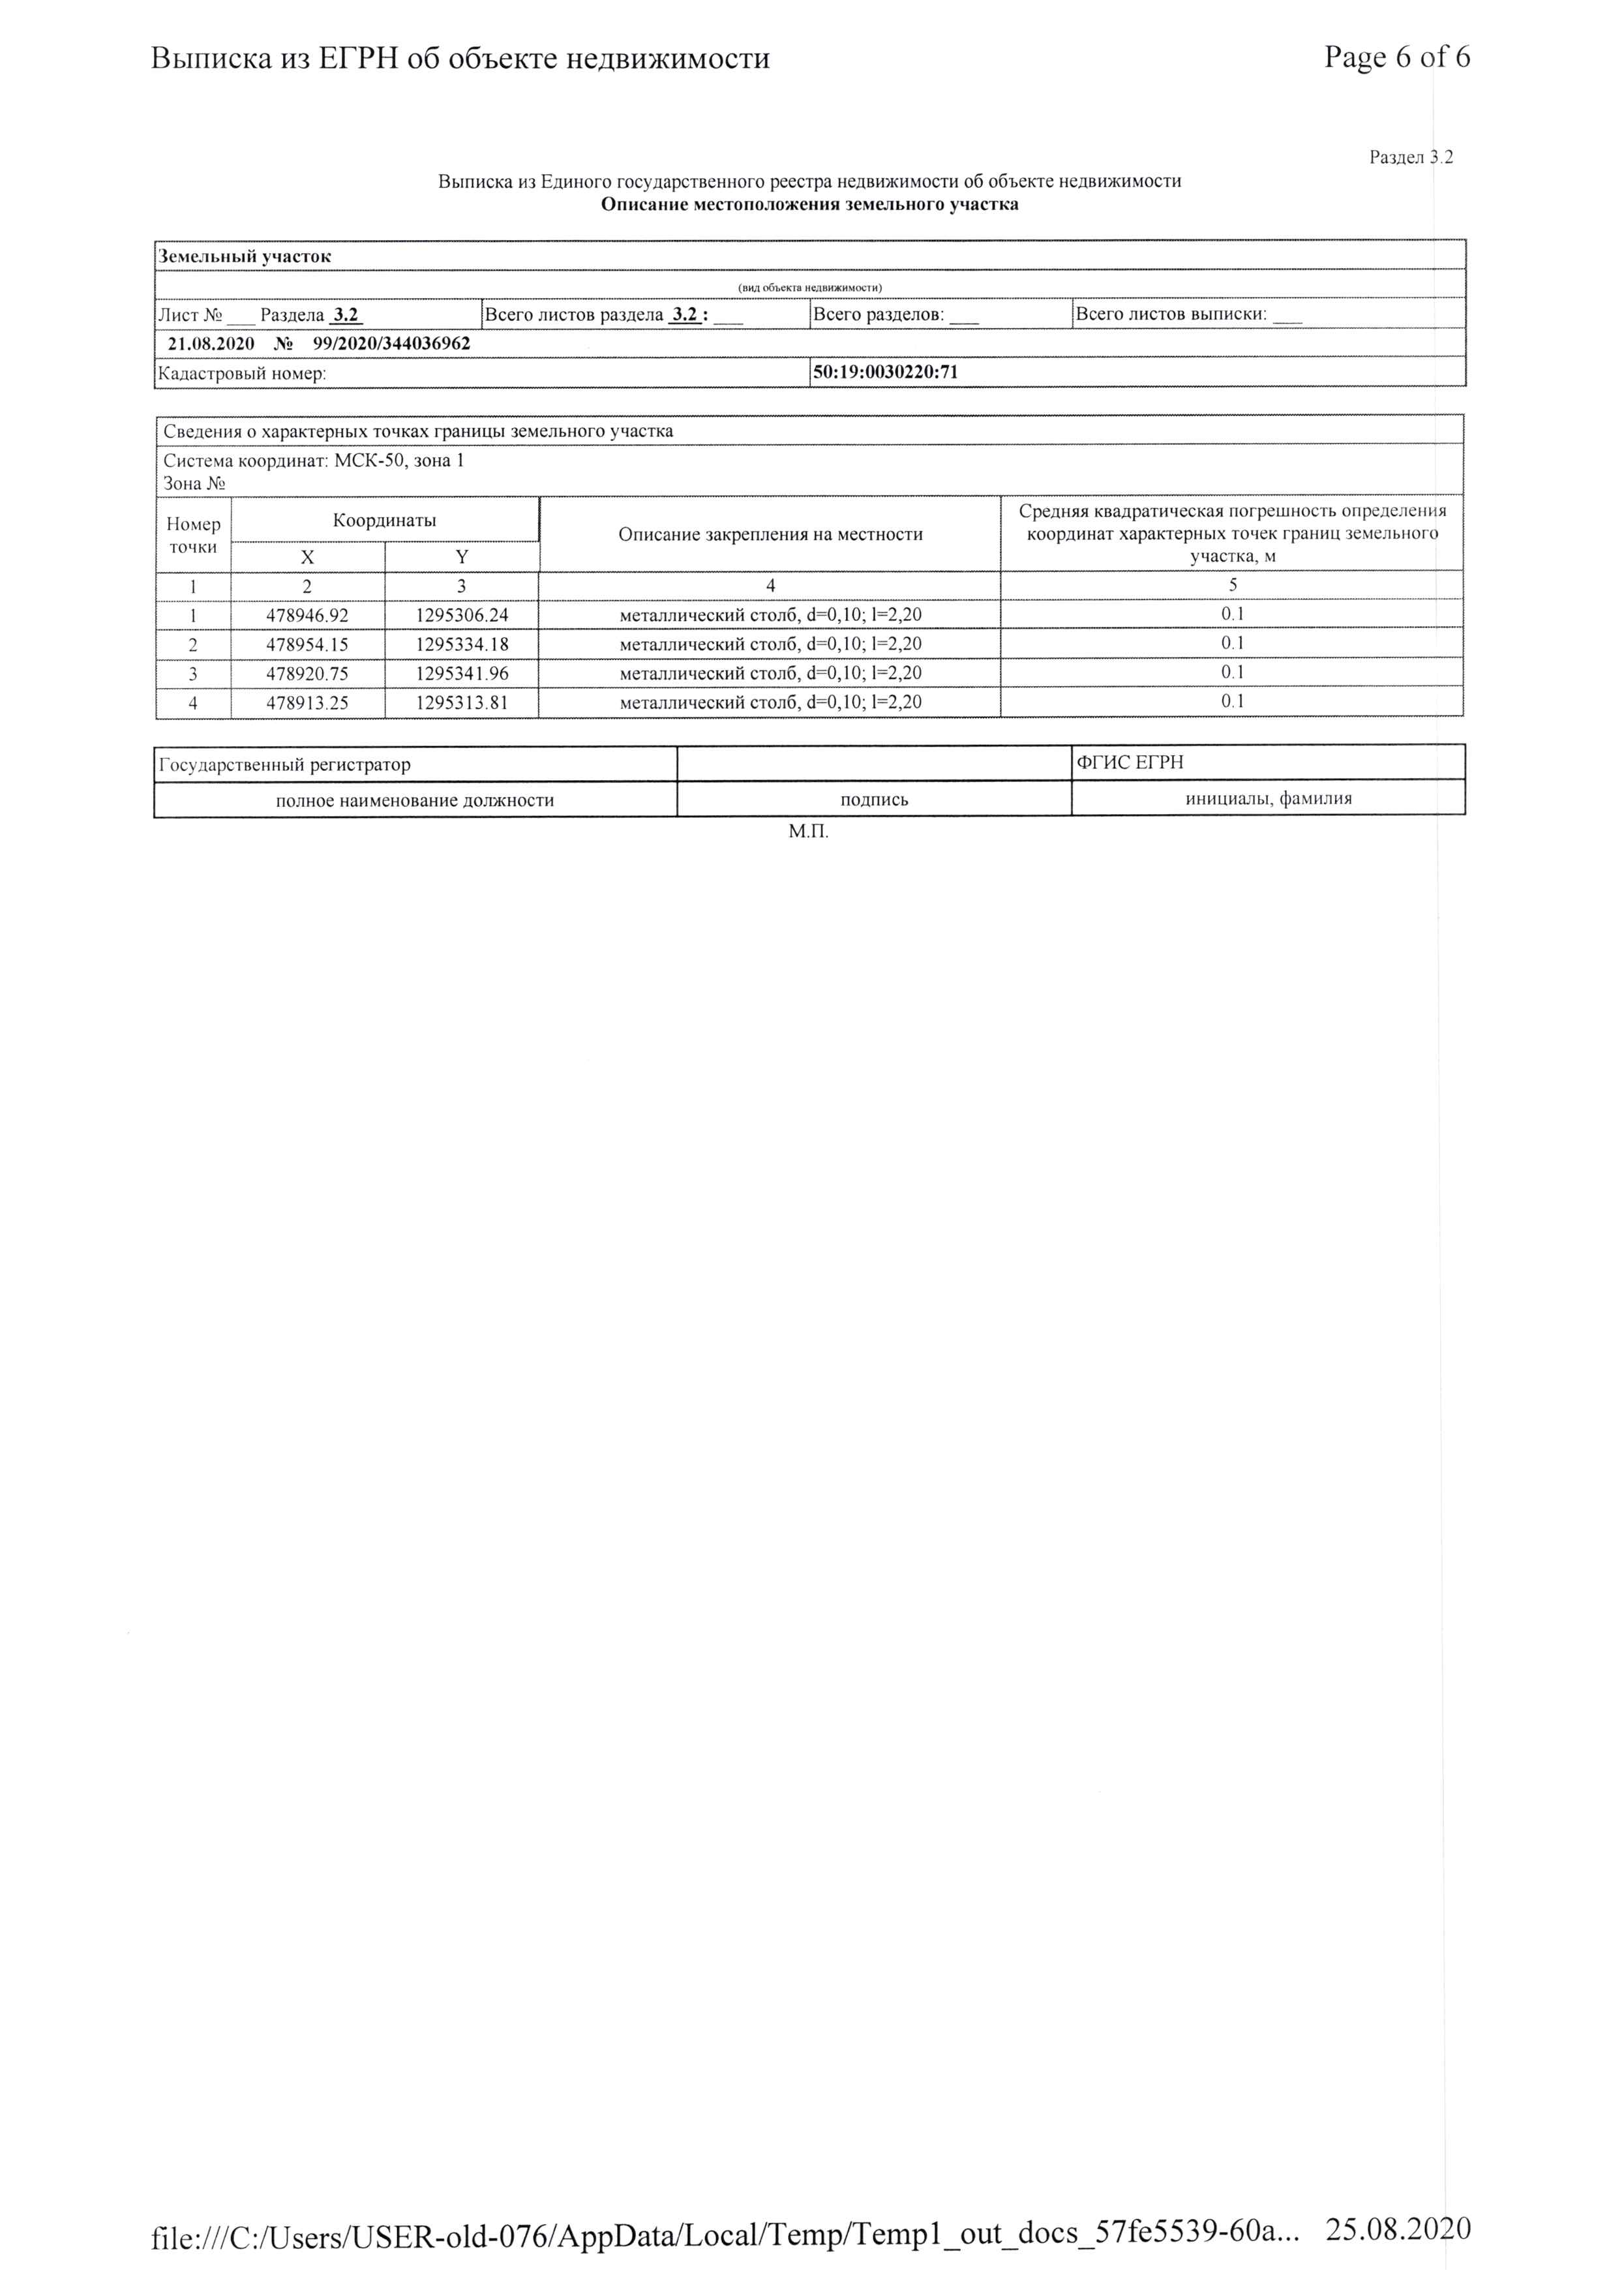 Выписка из ЕГРН об объекте недвижимости Page 6 of 6
Раздел 3.2
Выписка из Единого государственного реестра недвижимости об объекте недвижимости
Описание местоположения земельного участка
Земельный участок
(вид объекта недвижимости)
Лист № ___ Раздела 3.2 Всего листов раздела 3.2 : ___ Всего разделов: ___ Всего листов выписки: ___
21.08.2020 № 99/2020/344036962
Кадастровый номер: 50:19:0030220:71
Сведения о характерных точках границы земельного участка
Система координат: МСК-50, зона 1
Зона №
Номер точки Координаты Описание закрепления на местности Средняя квадратическая погрешность определения координат характерных точек границ земельного участка, м
X Y
1 2 3 4 5
1 478946.92 1295306.24 металлический столб, d=0,10; l=2,20 0.1
2 478954.15 1295334.18 металлический столб, d=0,10; l=2,20 0.1
3 478920.75 1295341.96 металлический столб, d=0,10; l=2,20 0.1
4 478913.25 1295313.81 металлический столб, d=0,10; l=2,20 0.1
Государственный регистратор ФГИС ЕГРН
полное наименование должности подпись инициалы, фамилия
М.П.
file:///C:/Users/USER-old-076/AppData/Local/Temp/Temp1_out_docs_57fe5539-60a... 25.08.2020